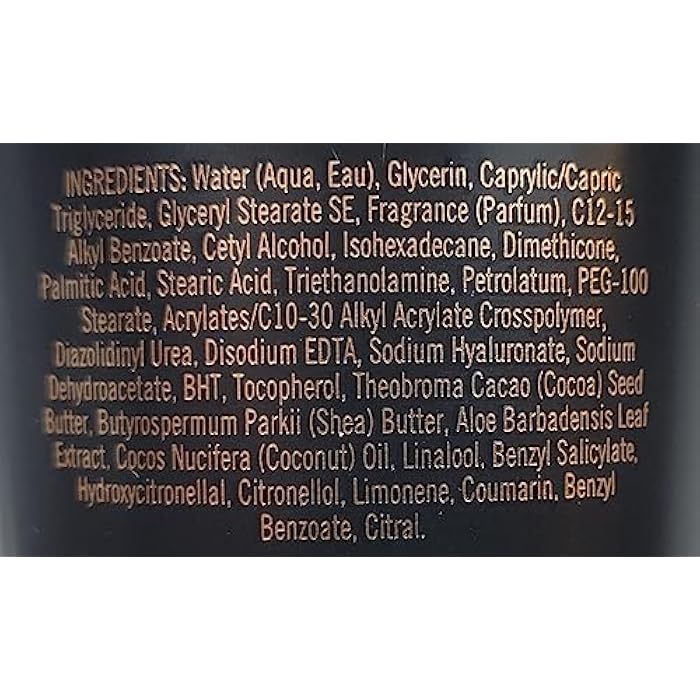 INGREDIENTS: Water (Aqua, Eau), Glycerin, Caprylic/Capric
Triglyceride, Glyceryl Stearate SE, Fragrance (Parfum), C12-15
Alkyl Benzoate, Cetyl Alcohol, Isohexadecane, Dimethicone,
Palmitic Acid, Stearic Acid, Triethanolamine, Petrolatum, PEG-100
Stearate, Acrylates/C10-30 Alkyl Acrylate Crosspolymer,
Diazolidinyl Urea, Disodium EDTA, Sodium Hyaluronate, Sodium
Dehydroacetate, BHT, Tocopherol, Theobroma Cacao (Cocoa) Seed
Butter, Butyrospermum Parkii (Shea) Butter, Aloe Barbadensis Leaf
Extract, Cocos Nucifera (Coconut) Oil, Linalool, Benzyl Salicylate,
Hydroxycitronellal, Citronellol, Limonene, Coumarin, Benzyl
Benzoate, Citral.